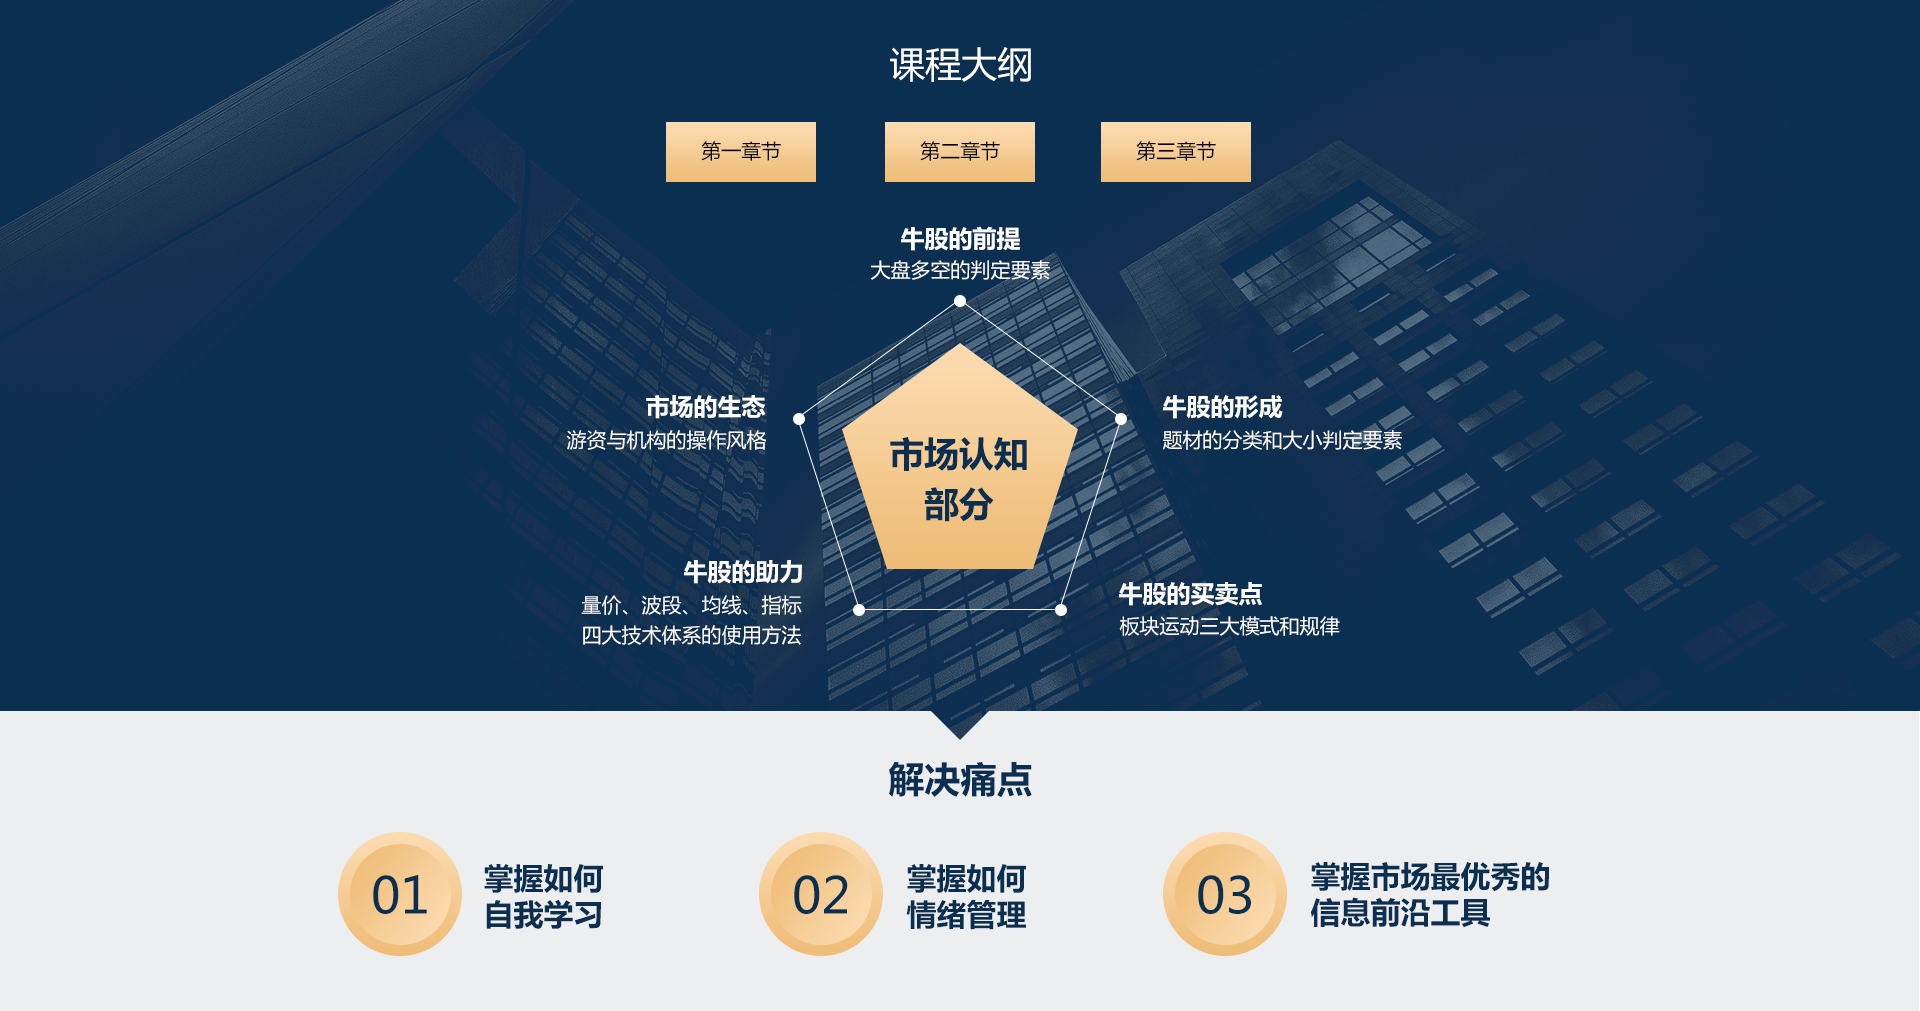 课程大纲
第一章节
第二章节
第三章节
牛股的前提
大盘多空的判定要素
市场的生态
游资与机构的操作风格
牛股的形成
题材的分类和大小判定要素
市场认知
部分
牛股的助力
量价、波段、均线、指标
四大技术体系的使用方法
牛股的买卖点
板块运动三大模式和规律
解决痛点
01
掌握如何
自我学习
02
掌握如何
情绪管理
03
掌握市场最优秀的
信息前沿工具